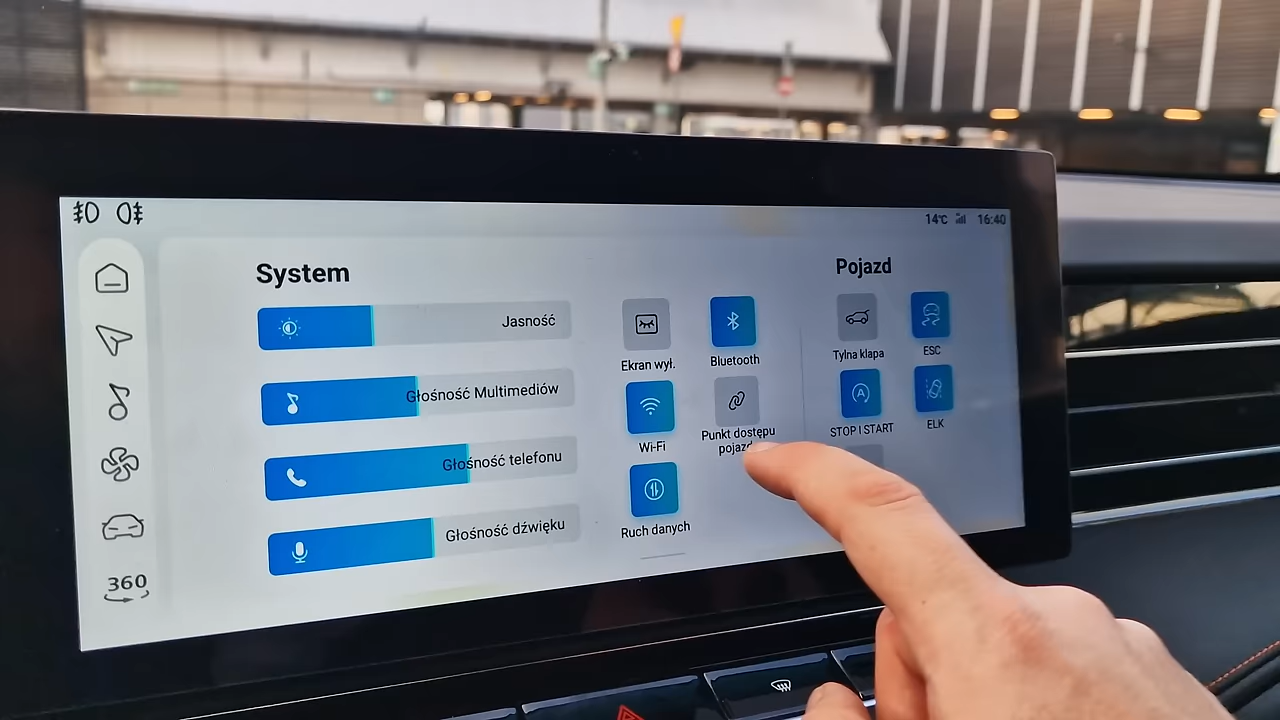 14℃ 16:40
System
Pojazd
Jasność
Głośność Multimediów
Głośność telefonu
Głośność dźwięku
Ekran wył.
Bluetooth
Wi-Fi
Punkt dostępu
Ruch danych
Tylna klapa
ESC
A
STOP I START
ELK
360